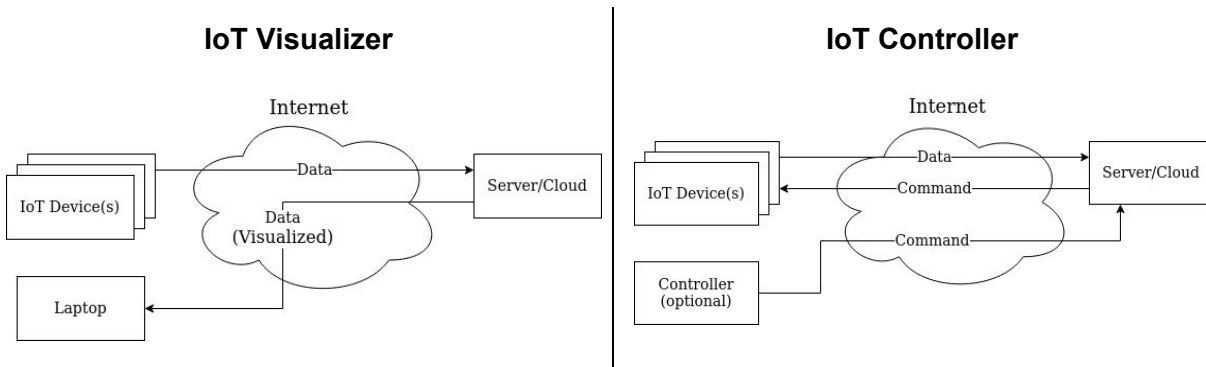 IoT Visualizer
Internet
Data
IoT Device(s)
Server/Cloud
Data
(Visualized)
Laptop
IoT Controller
Internet
Data
IoT Device(s)
Command
Server/Cloud
Command
Controller
(optional)